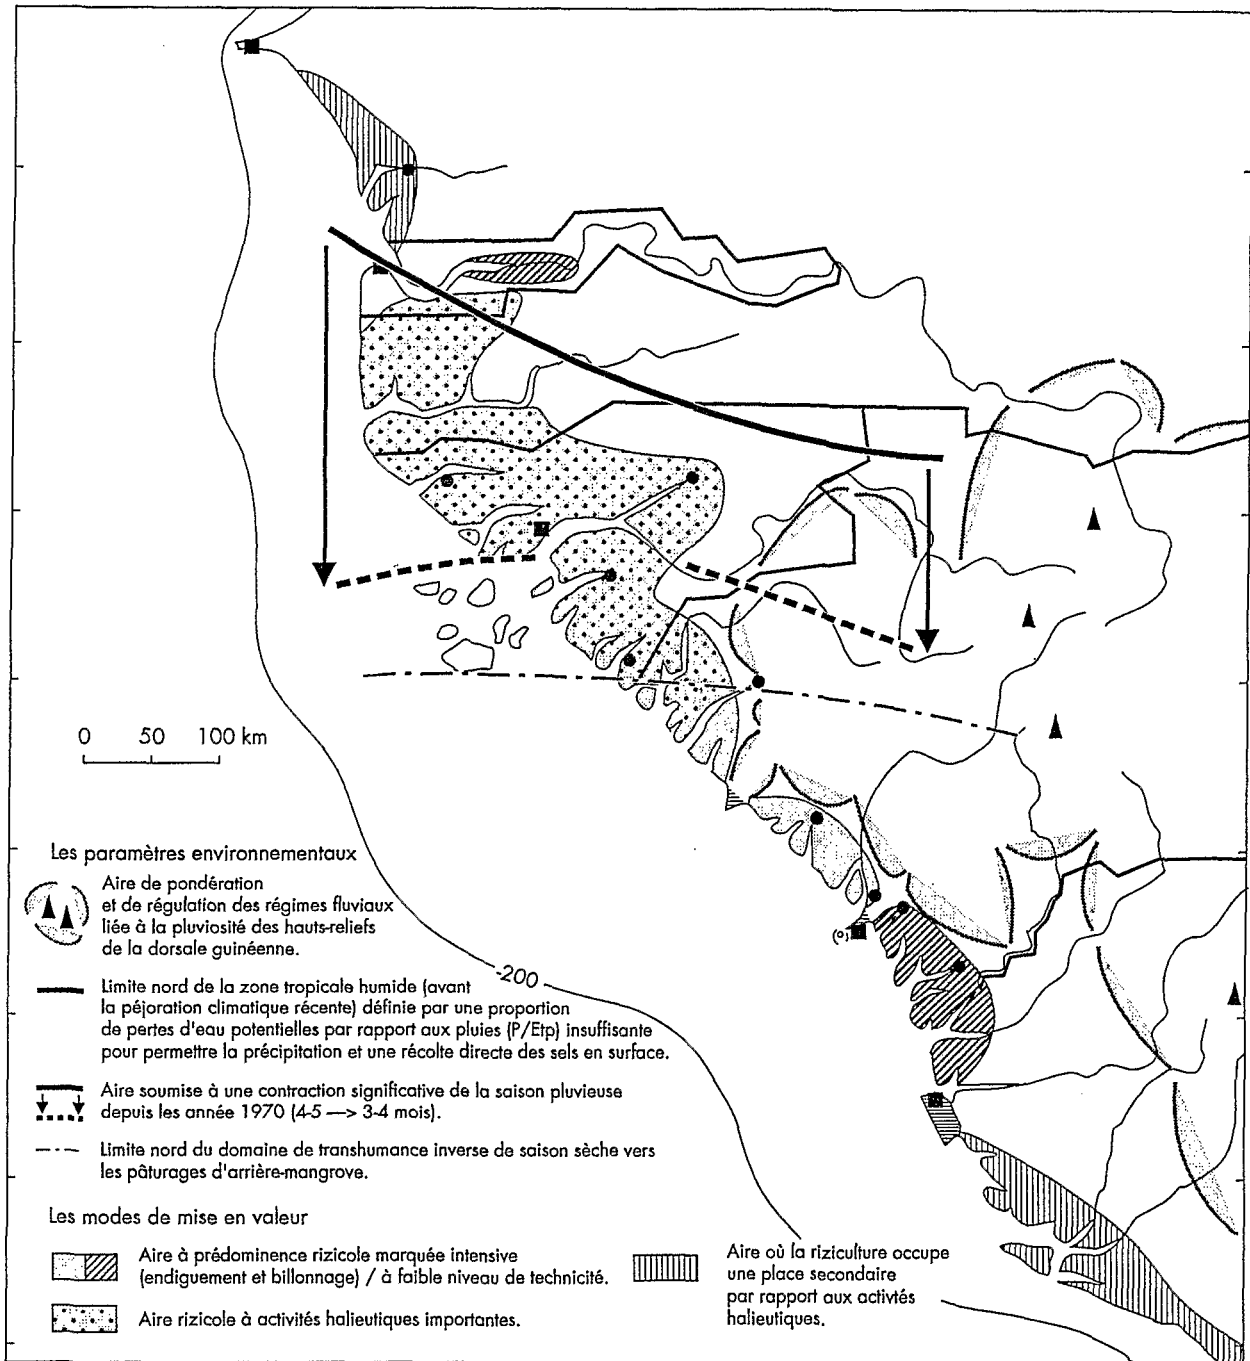 0 50 100 km
Les paramètres environnementaux
Aire de pondération
et de régulation des régimes fluviaux
liée à la pluviosité des hauts-reliefs
de la dorsale guinéenne.
-200
Limite nord de la zone tropicale humide (avant
la péjoration climatique récente) définie par une proportion
de pertes d'eau potentielles par rapport aux pluies (P/Etp) insuffisante
pour permettre la précipitation et une récolte directe des sels en surface.
Aire soumise à une contraction significative de la saison pluvieuse
depuis les année 1970 (4-5 —> 3-4 mois).
Limite nord du domaine de transhumance inverse de saison sèche vers
les pâturages d'arrière-mangrove.
Les modes de mise en valeur
Aire à prédominence rizicole marquée intensive
(endiguement et billonnage) / à faible niveau de technicité.
Aire rizicole à activités halieutiques importantes.
Aire où la riziculture occupe
une place secondaire
par rapport aux activtés
halieutiques.